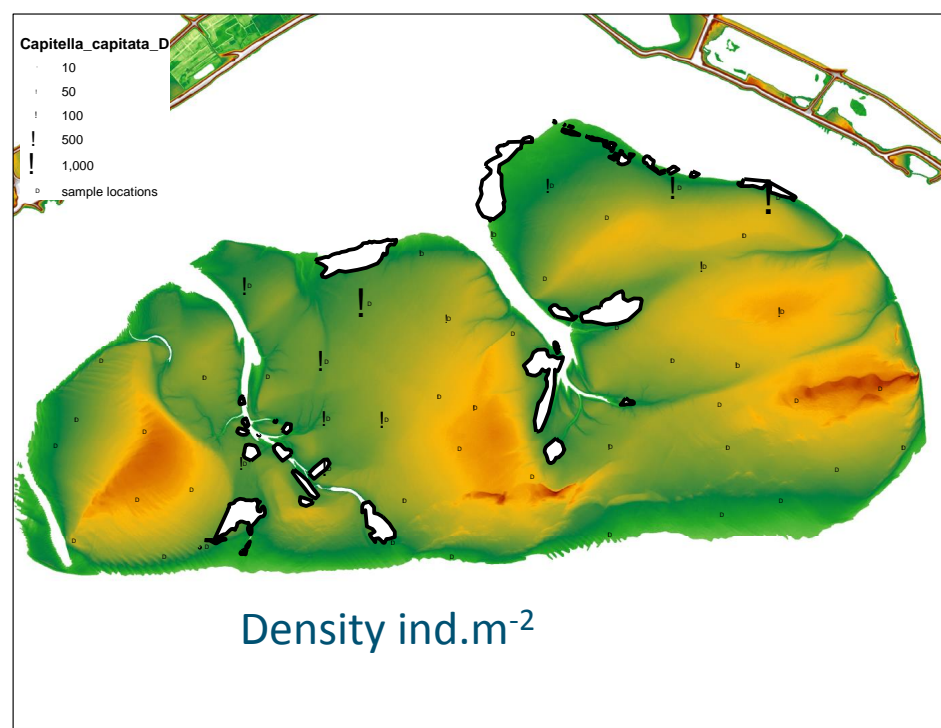 Capitella_capitata_D
10
! 50
! 100
! 500
! 1,000
D sample locations
Density ind.m-2